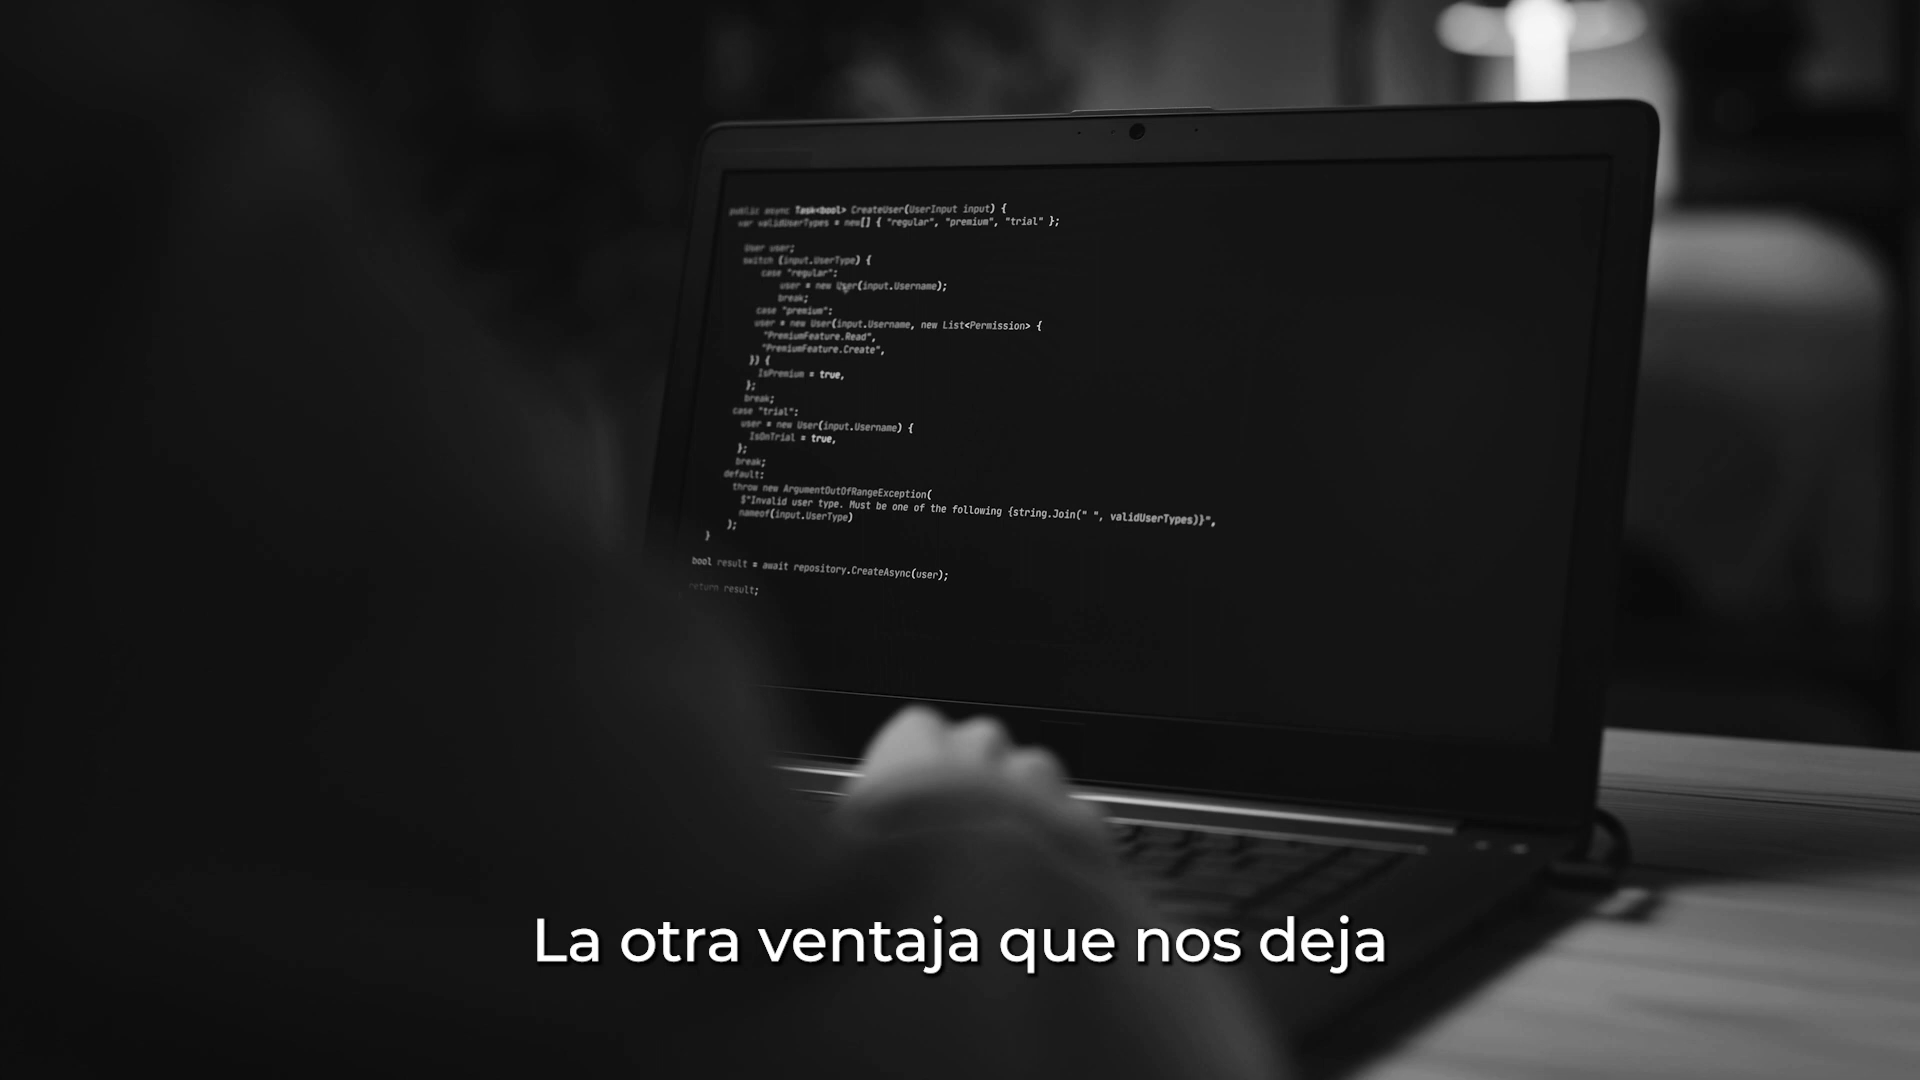 public async Task<bool> CreateUser(UserInput input) {
var validUserTypes = new[] { "regular", "premium", "trial" };
User user;
switch (input.UserType) {
case "regular":
user = new User(input.Username);
break;
case "premium":
user = new User(input.Username, new List<Permission> {
"PremiumFeature.Read",
"PremiumFeature.Create",
}) {
IsPremium = true,
};
break;
case "trial":
user = new User(input.Username) {
IsOnTrial = true,
};
break;
default:
throw new ArgumentOutOfRangeException(
$"Invalid user type. Must be one of the following {string.Join(" ", validUserTypes)}",
nameof(input.UserType)
);
}
bool result = await repository.CreateAsync(user);
return result;
La otra ventaja que nos deja